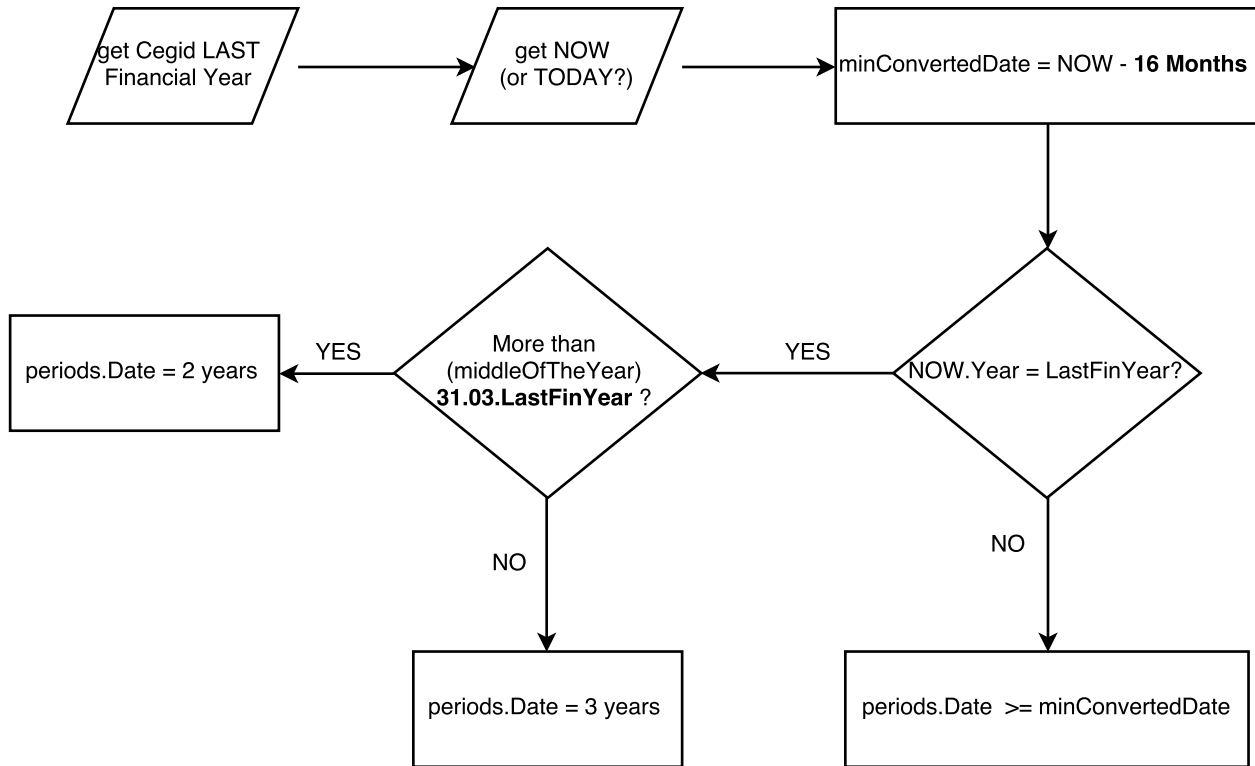 get Cegid LAST
Financial Year
get NOW
(or TODAY?)
minConvertedDate = NOW - 16 Months
NOW.Year = LastFinYear?
YES
More than
(middleOfTheYear)
31.03.LastFinYear ?
YES
periods.Date = 2 years
NO
periods.Date = 3 years
NO
periods.Date  >= minConvertedDate